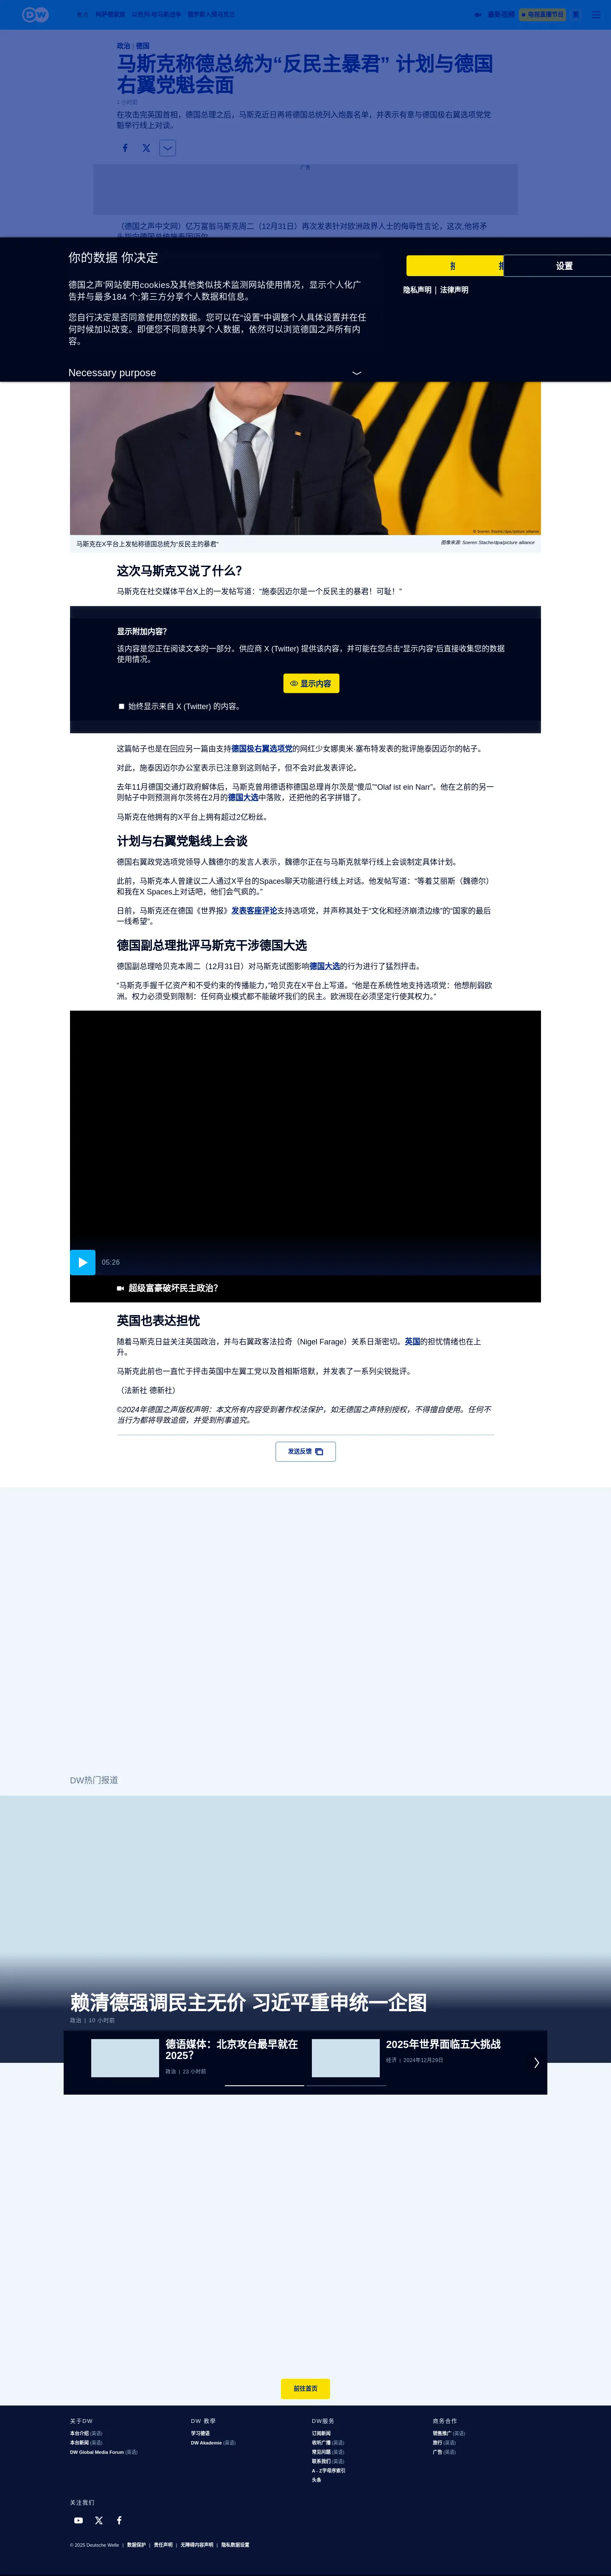 DW
焦点 呵护德家族 以色列-哈马斯战争 俄罗斯入侵乌克兰 最新视频 电视直播节目 繁
政治 | 德国
马斯克称德总统为“反民主暴君” 计划与德国
右翼党魁会面
1 小时前
在攻击完英国首相，德国总理之后，马斯克近日再将德国总统列入炮轰名单，并表示有意与德国极右翼选项党党
魁举行线上对谈。
广告
（德国之声中文网）亿万富翁马斯克周二（12月31日）再次发表针对欧洲政界人士的侮辱性言论，这次,他将矛
你的数据 你决定
德国之声‘网站使用cookies及其他类似技术监测网站使用情况，显示个人化广
告并与最多184 个;第三方分享个人数据和信息。
您自行决定是否同意使用您的数据。您可以在“设置”中调整个人具体设置并在任
何时候加以改变。即便您不同意共享个人数据，依然可以浏览德国之声所有内
容。
Necessary purpose
设置
隐私声明 | 法律声明
© Soeren Stache/dpa/picture alliance
马斯克在X平台上发帖称德国总统为“反民主的暴君”
图像来源: Soeren Stache/dpa/picture alliance
这次马斯克又说了什么？
马斯克在社交媒体平台X上的一发帖写道：“施泰因迈尔是一个反民主的暴君！可耻！”
显示附加内容？
该内容是您正在阅读文本的一部分。供应商 X (Twitter) 提供该内容，并可能在您点击“显示内容”后直接收集您的数据
使用情况。
显示内容
始终显示来自 X (Twitter) 的内容。
这篇帖子也是在回应另一篇由支持德国极右翼选项党的网红少女娜奥米·塞布特发表的批评施泰因迈尔的帖子。
对此，施泰因迈尔办公室表示已注意到这则帖子，但不会对此发表评论。
去年11月德国交通灯政府解体后，马斯克曾用德语称德国总理肖尔茨是“傻瓜”“Olaf ist ein Narr”。他在之前的另一
则帖子中则预测肖尔茨将在2月的德国大选中落败，还把他的名字拼错了。
马斯克在他拥有的X平台上拥有超过2亿粉丝。
计划与右翼党魁线上会谈
德国右翼政党选项党领导人魏德尔的发言人表示，魏德尔正在与马斯克就举行线上会谈制定具体计划。
此前，马斯克本人曾建议二人通过X平台的Spaces聊天功能进行线上对话。他发帖写道：“等着艾丽斯（魏德尔）
和我在X Spaces上对话吧，他们会气疯的。”
日前，马斯克还在德国《世界报》发表客座评论支持选项党，并声称其处于“文化和经济崩溃边缘”的“国家的最后
一线希望”。
德国副总理批评马斯克干涉德国大选
德国副总理哈贝克本周二（12月31日）对马斯克试图影响德国大选的行为进行了猛烈抨击。
“马斯克手握千亿资产和不受约束的传播能力，”哈贝克在X平台上写道。“他是在系统性地支持选项党：他想削弱欧
洲。权力必须受到限制：任何商业模式都不能破坏我们的民主。欧洲现在必须坚定行使其权力。”
05:26
超级富豪破坏民主政治？
英国也表达担忧
随着马斯克日益关注英国政治，并与右翼政客法拉奇（Nigel Farage）关系日渐密切。英国的担忧情绪也在上
升。
马斯克此前也一直忙于抨击英国中左翼工党以及首相斯塔默，并发表了一系列尖锐批评。
（法新社 德新社）
©2024年德国之声版权声明：本文所有内容受到著作权法保护，如无德国之声特别授权，不得擅自使用。任何不
当行为都将导致追偿，并受到刑事追究。
发送反馈
DW热门报道
赖清德强调民主无价 习近平重申统一企图
政治 | 10 小时前
德语媒体：北京攻台最早就在
2025？
政治 | 23 小时前
2025年世界面临五大挑战
经济 | 2024年12月29日
前往首页
关于DW
本台介绍 (英语)
本台新闻 (英语)
DW Global Media Forum (英语)
DW 教學
学习德语
DW Akademie (英语)
DW服务
订阅新闻
收听广播 (英语)
常见问题 (英语)
联系我们 (英语)
A - Z字母序索引
头条
商务合作
销售推广 (英语)
旅行 (英语)
广告 (英语)
关注我们
© 2025 Deutsche Welle | 数据保护 | 责任声明 | 无障碍内容声明 | 隐私数据设置